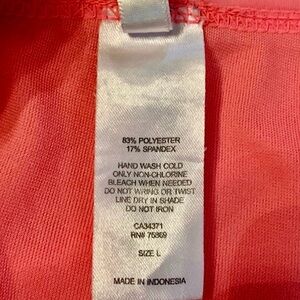 83% POLYESTER
17% SPANDEX
HAND WASH COLD
ONLY NON-CHLORINE
BLEACH WHEN NEEDED
DO NOT WRING OR TWIST
LINE DRY IN SHADE
DO NOT IRON
CA34371
RN# 75869
SIZE L
MADE IN INDONESIA